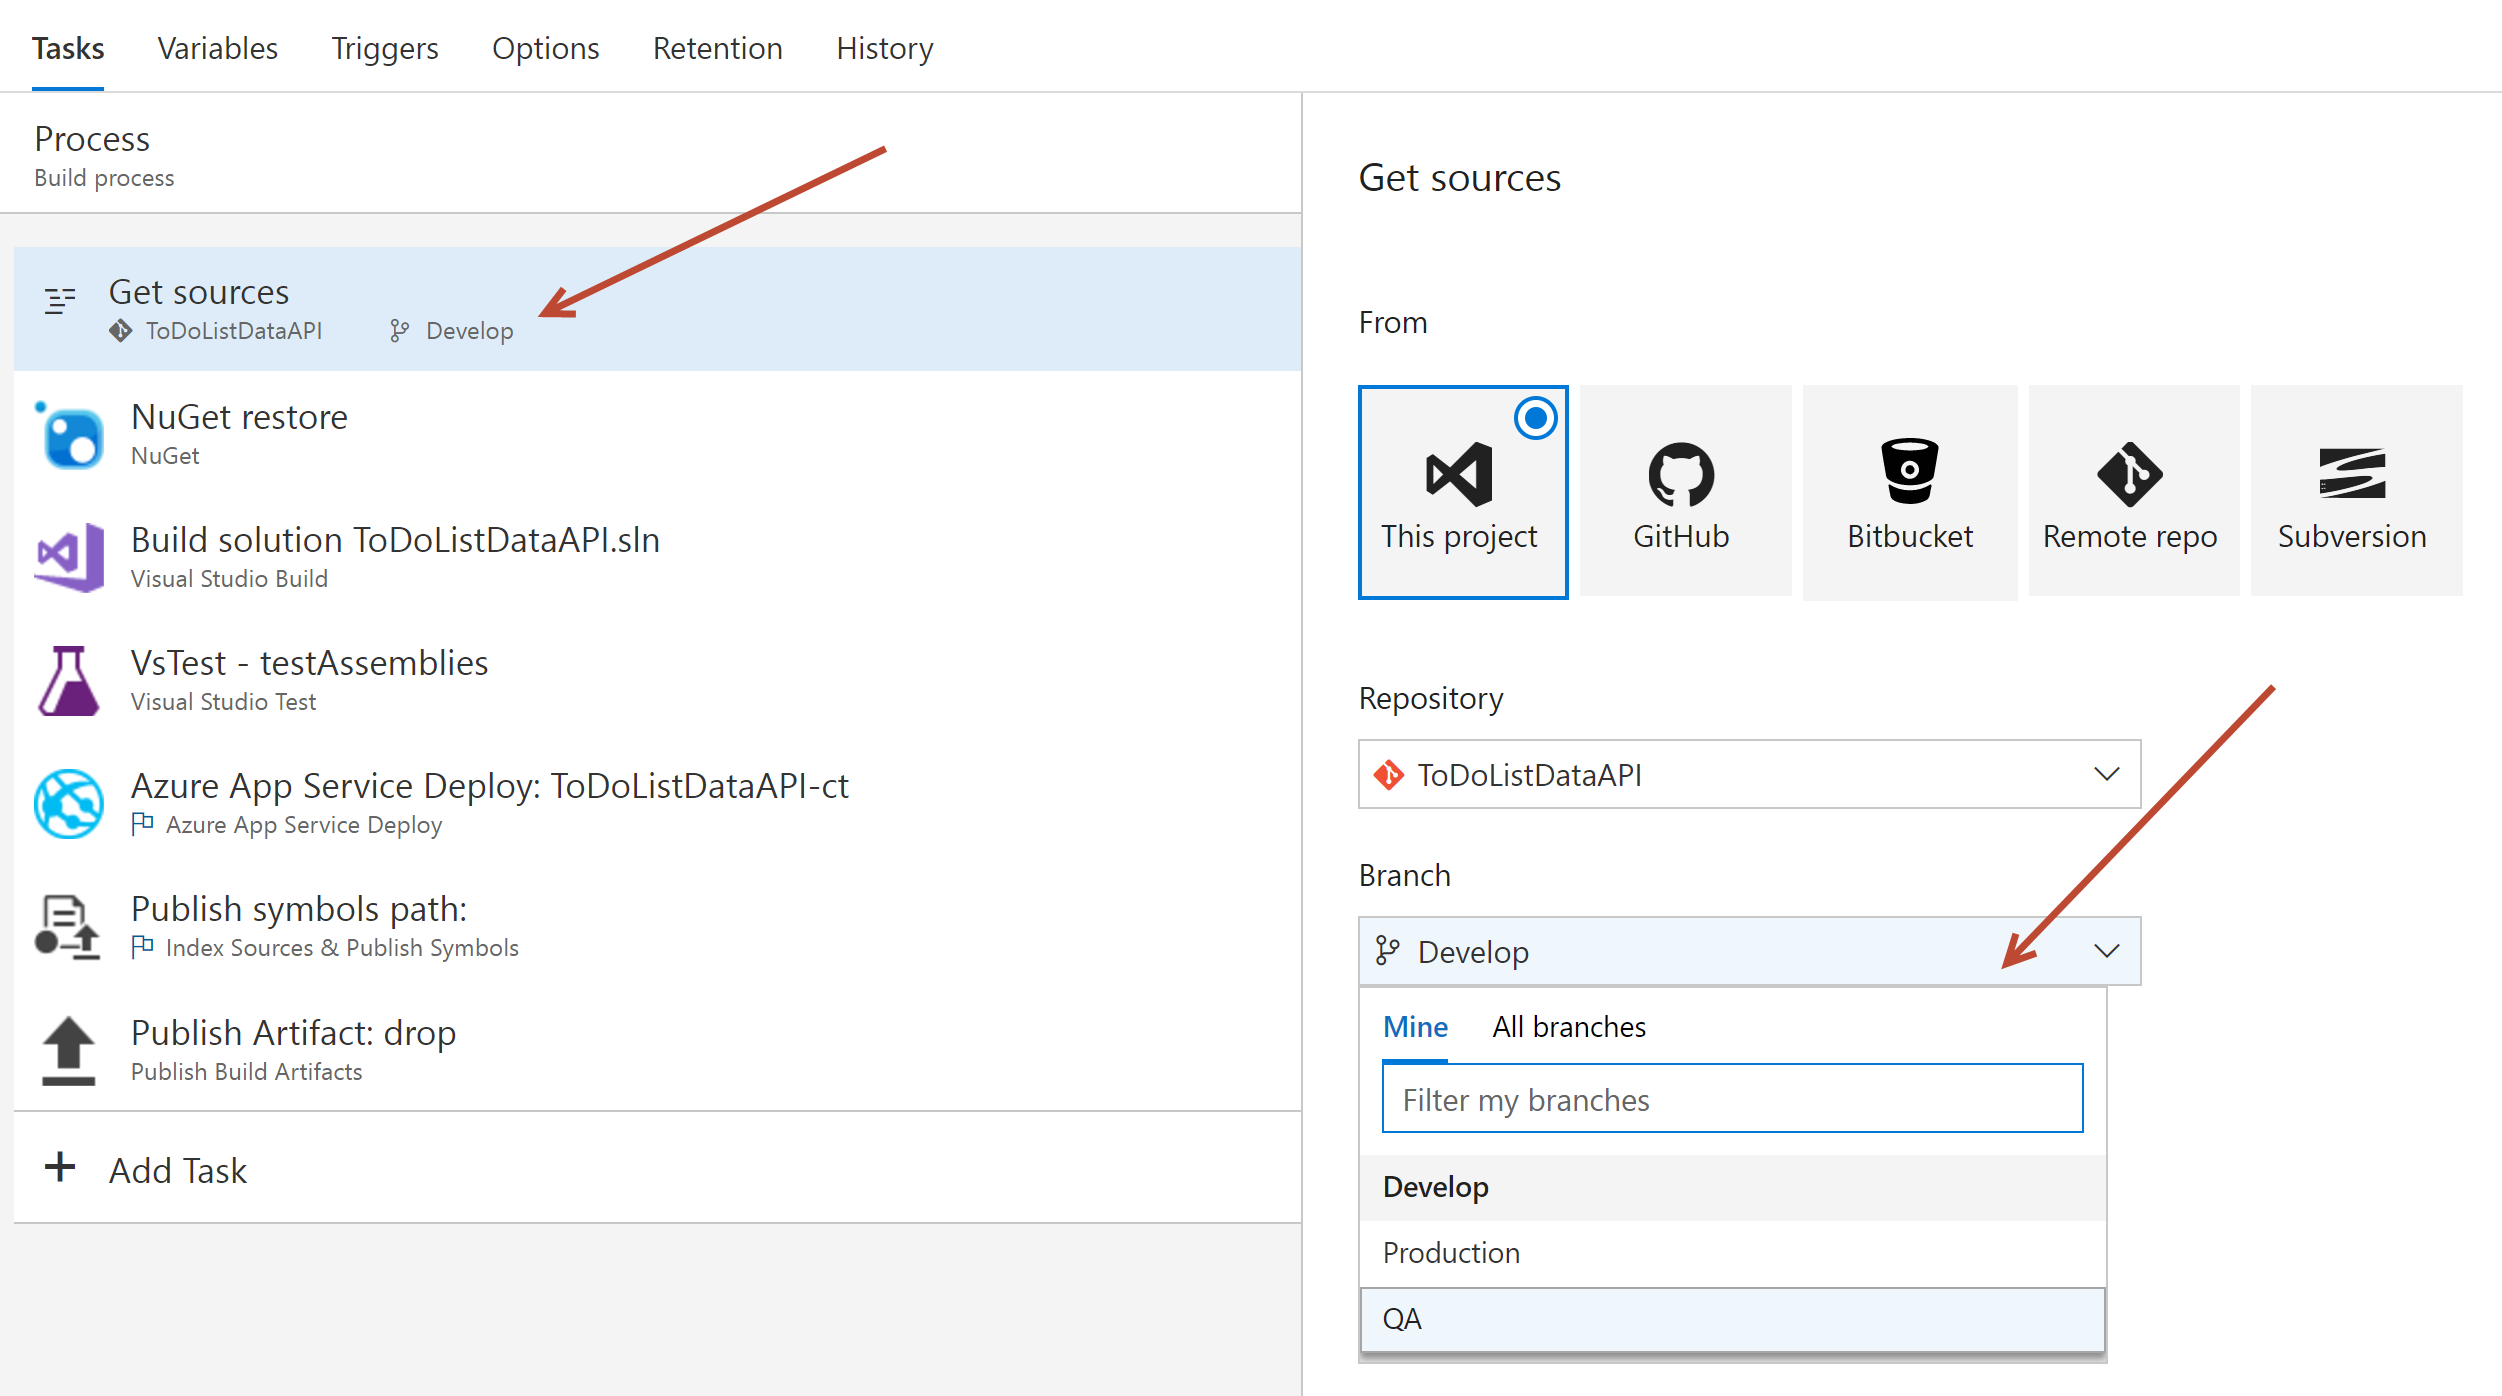 Tasks Variables Triggers Options Retention History
Process
Build process
Get sources
ToDoListDataAPI Develop
NuGet restore
NuGet
Build solution ToDoListDataAPI.sln
Visual Studio Build
VsTest - testAssemblies
Visual Studio Test
Azure App Service Deploy: ToDoListDataAPI-ct
Azure App Service Deploy
Publish symbols path:
Index Sources & Publish Symbols
Publish Artifact: drop
Publish Build Artifacts
Add Task
Get sources
From
This project GitHub Bitbucket Remote repo Subversion
Repository
ToDoListDataAPI
Branch
Develop
Mine All branches
Filter my branches
Develop
Production
QA